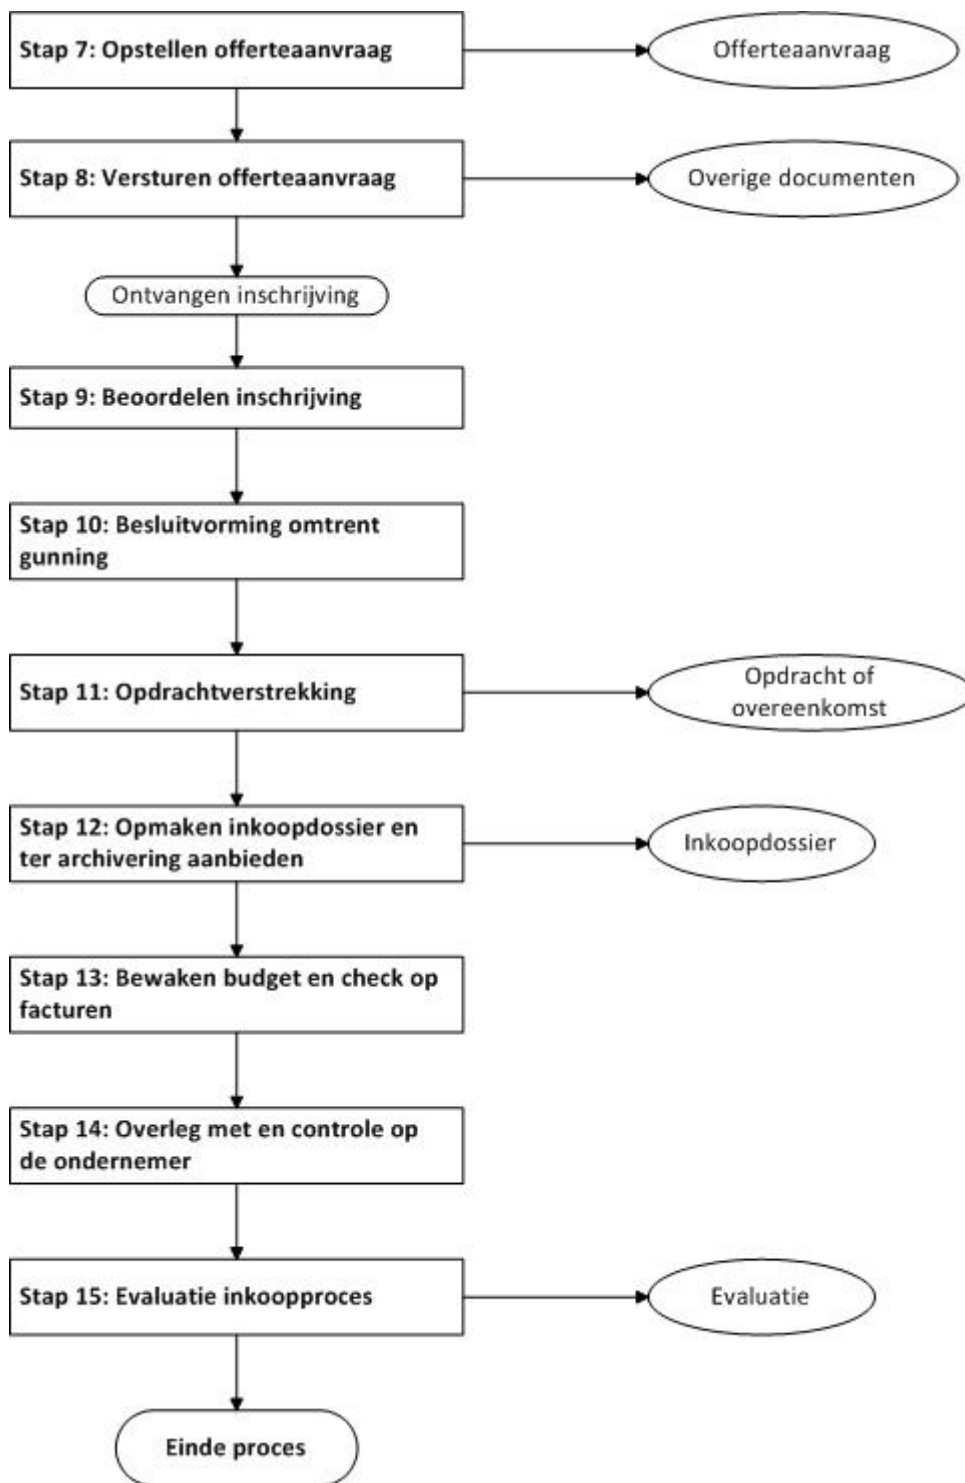 Stap 7: Opstellen offerteaanvraag
Offerteaanvraag
Stap 8: Versturen offerteaanvraag
Overige documenten
Ontvangen inschrijving
Stap 9: Beoordelen inschrijving
Stap 10: Besluitvorming omtrent
gunning
Stap 11: Opdrachtverstrekking
Opdracht of
overeenkomst
Stap 12: Opmaken inkoopdossier en
ter archivering aanbieden
Inkoopdossier
Stap 13: Bewaken budget en check op
facturen
Stap 14: Overleg met en controle op
de ondernemer
Stap 15: Evaluatie inkoopproces
Evaluatie
Einde proces